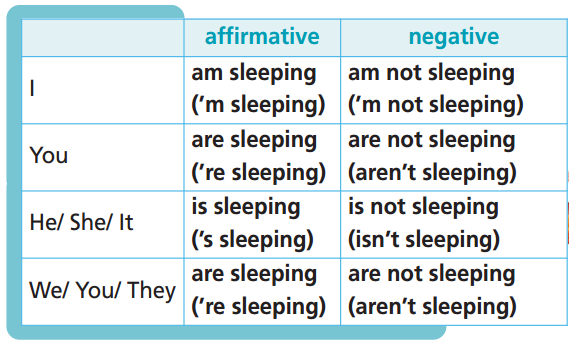 affirmative negative
I am sleeping am not sleeping
(’m sleeping) (’m not sleeping)
You are sleeping are not sleeping
(’re sleeping) (aren’t sleeping)
He/ She/ It is sleeping is not sleeping
(’s sleeping) (isn’t sleeping)
We/ You/ They are sleeping are not sleeping
(’re sleeping) (aren’t sleeping)